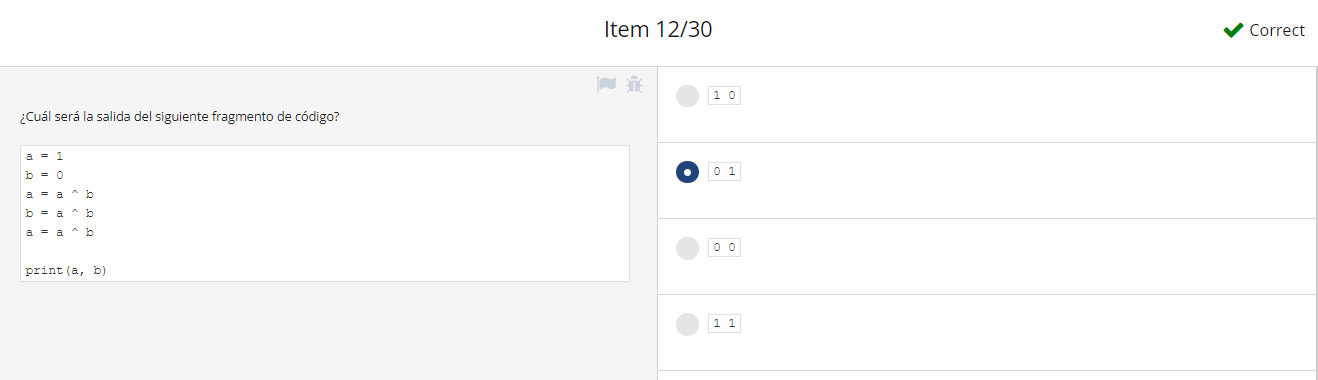 Item 12/30
Correct
¿Cuál será la salida del siguiente fragmento de código?
a = 1
b = 0
a = a ^ b
b = a ^ b
a = a ^ b
print(a, b)
1 0
0 1
0 0
1 1